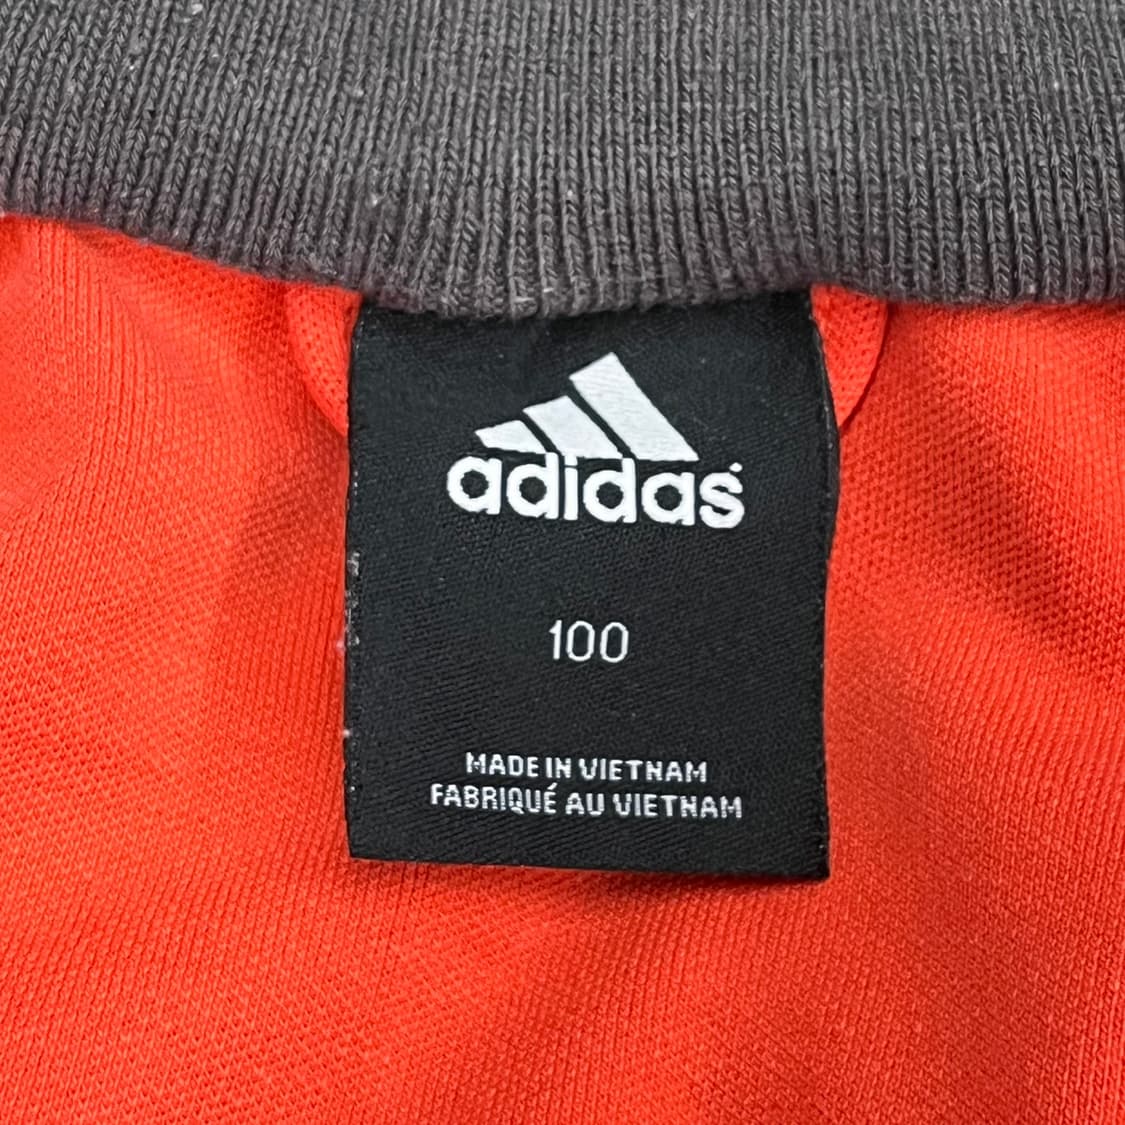 adidas
100
MADE IN VIETNAM
FABRIQUÉ AU VIETNAM